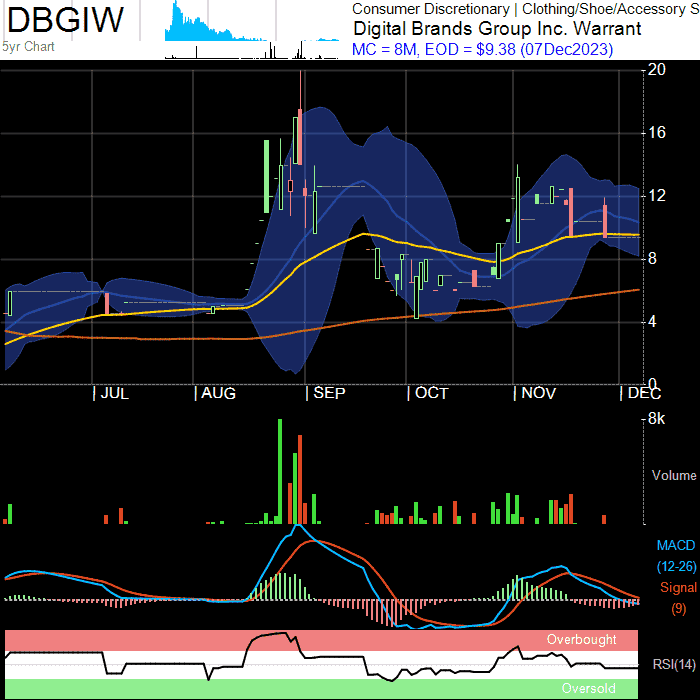 DBGIW
5yr Chart
Consumer Discretionary | Clothing/Shoe/Accessory S
Digital Brands Group Inc. Warrant
MC = 8M, EOD = $9.38 (07Dec2023)
20
16
12
8
4
0
| JUL | AUG | SEP | OCT | NOV | DEC
8k
Volume
MACD
(12-26)
Signal
(9)
Overbought
RSI(14)
Oversold